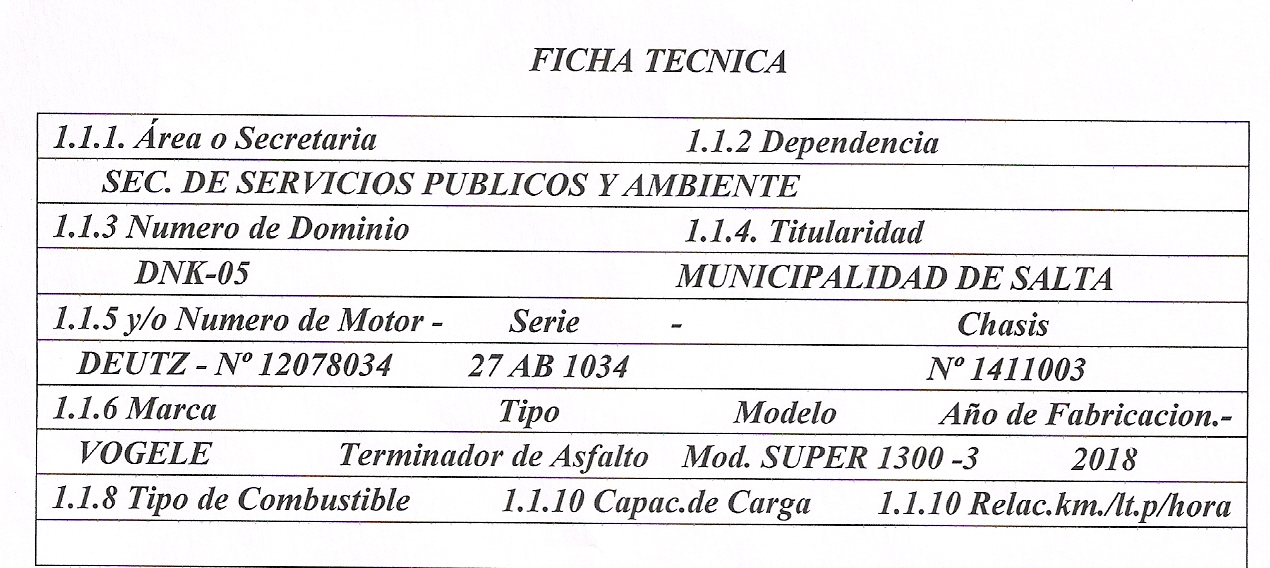 FICHA TECNICA
1.1.1. Área o Secretaria 1.1.2 Dependencia
SEC. DE SERVICIOS PUBLICOS Y AMBIENTE
1.1.3 Numero de Dominio 1.1.4. Titularidad
DNK-05 MUNICIPALIDAD DE SALTA
1.1.5 y/o Numero de Motor - Serie - Chasis
DEUTZ - Nº 12078034 27 AB 1034 Nº 1411003
1.1.6 Marca Tipo Modelo Año de Fabricacion.-
VOGELE Terminador de Asfalto Mod. SUPER 1300 -3 2018
1.1.8 Tipo de Combustible 1.1.10 Capac.de Carga 1.1.10 Relac.km./lt.p/hora